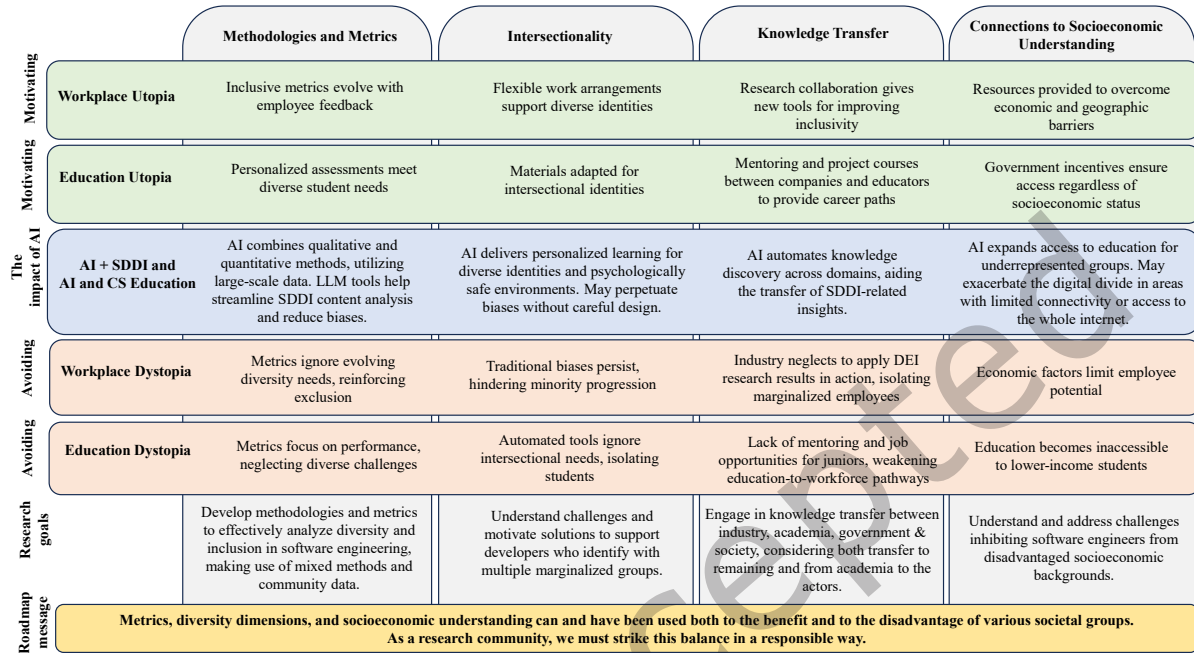 Methodologies and Metrics
Intersectionality
Knowledge Transfer
Connections to Socioeconomic
Understanding
Motivating
Workplace Utopia
Inclusive metrics evolve with
employee feedback
Flexible work arrangements
support diverse identities
Research collaboration gives
new tools for improving
inclusivity
Resources provided to overcome
economic and geographic
barriers
Motivating
Education Utopia
Personalized assessments meet
diverse student needs
Materials adapted for
intersectional identities
Mentoring and project courses
between companies and educators
to provide career paths
Government incentives ensure
access regardless of
socioeconomic status
The
impact of AI
AI + SDDI and
AI and CS Education
AI combines qualitative and
quantitative methods, utilizing
large-scale data. LLM tools help
streamline SDDI content analysis
and reduce biases.
AI delivers personalized learning for
diverse identities and psychologically
safe environments. May perpetuate
biases without careful design.
AI automates knowledge
discovery across domains, aiding
the transfer of SDDI-related
insights.
AI expands access to education for
underrepresented groups. May
exacerbate the digital divide in areas
with limited connectivity or access to
the whole internet.
Avoiding
Workplace Dystopia
Metrics ignore evolving
diversity needs, reinforcing
exclusion
Traditional biases persist,
hindering minority progression
Industry neglects to apply DEI
research results in action, isolating
marginalized employees
Economic factors limit employee
potential
Avoiding
Education Dystopia
Metrics focus on performance,
neglecting diverse challenges
Automated tools ignore
intersectional needs, isolating
students
Lack of mentoring and job
opportunities for juniors, weakening
education-to-workforce pathways
Education becomes inaccessible
to lower-income students
Research
goals
Develop methodologies and metrics
to effectively analyze diversity and
inclusion in software engineering,
making use of mixed methods and
community data.
Understand challenges and
motivate solutions to support
developers who identify with
multiple marginalized groups.
Engage in knowledge transfer between
industry, academia, government &
society, considering both transfer to
remaining and from academia to the
actors.
Understand and address challenges
inhibiting software engineers from
disadvantaged socioeconomic
backgrounds.
Roadmap
message
Metrics, diversity dimensions, and socioeconomic understanding can and have been used both to the benefit and to the disadvantage of various societal groups.
As a research community, we must strike this balance in a responsible way.
cepted